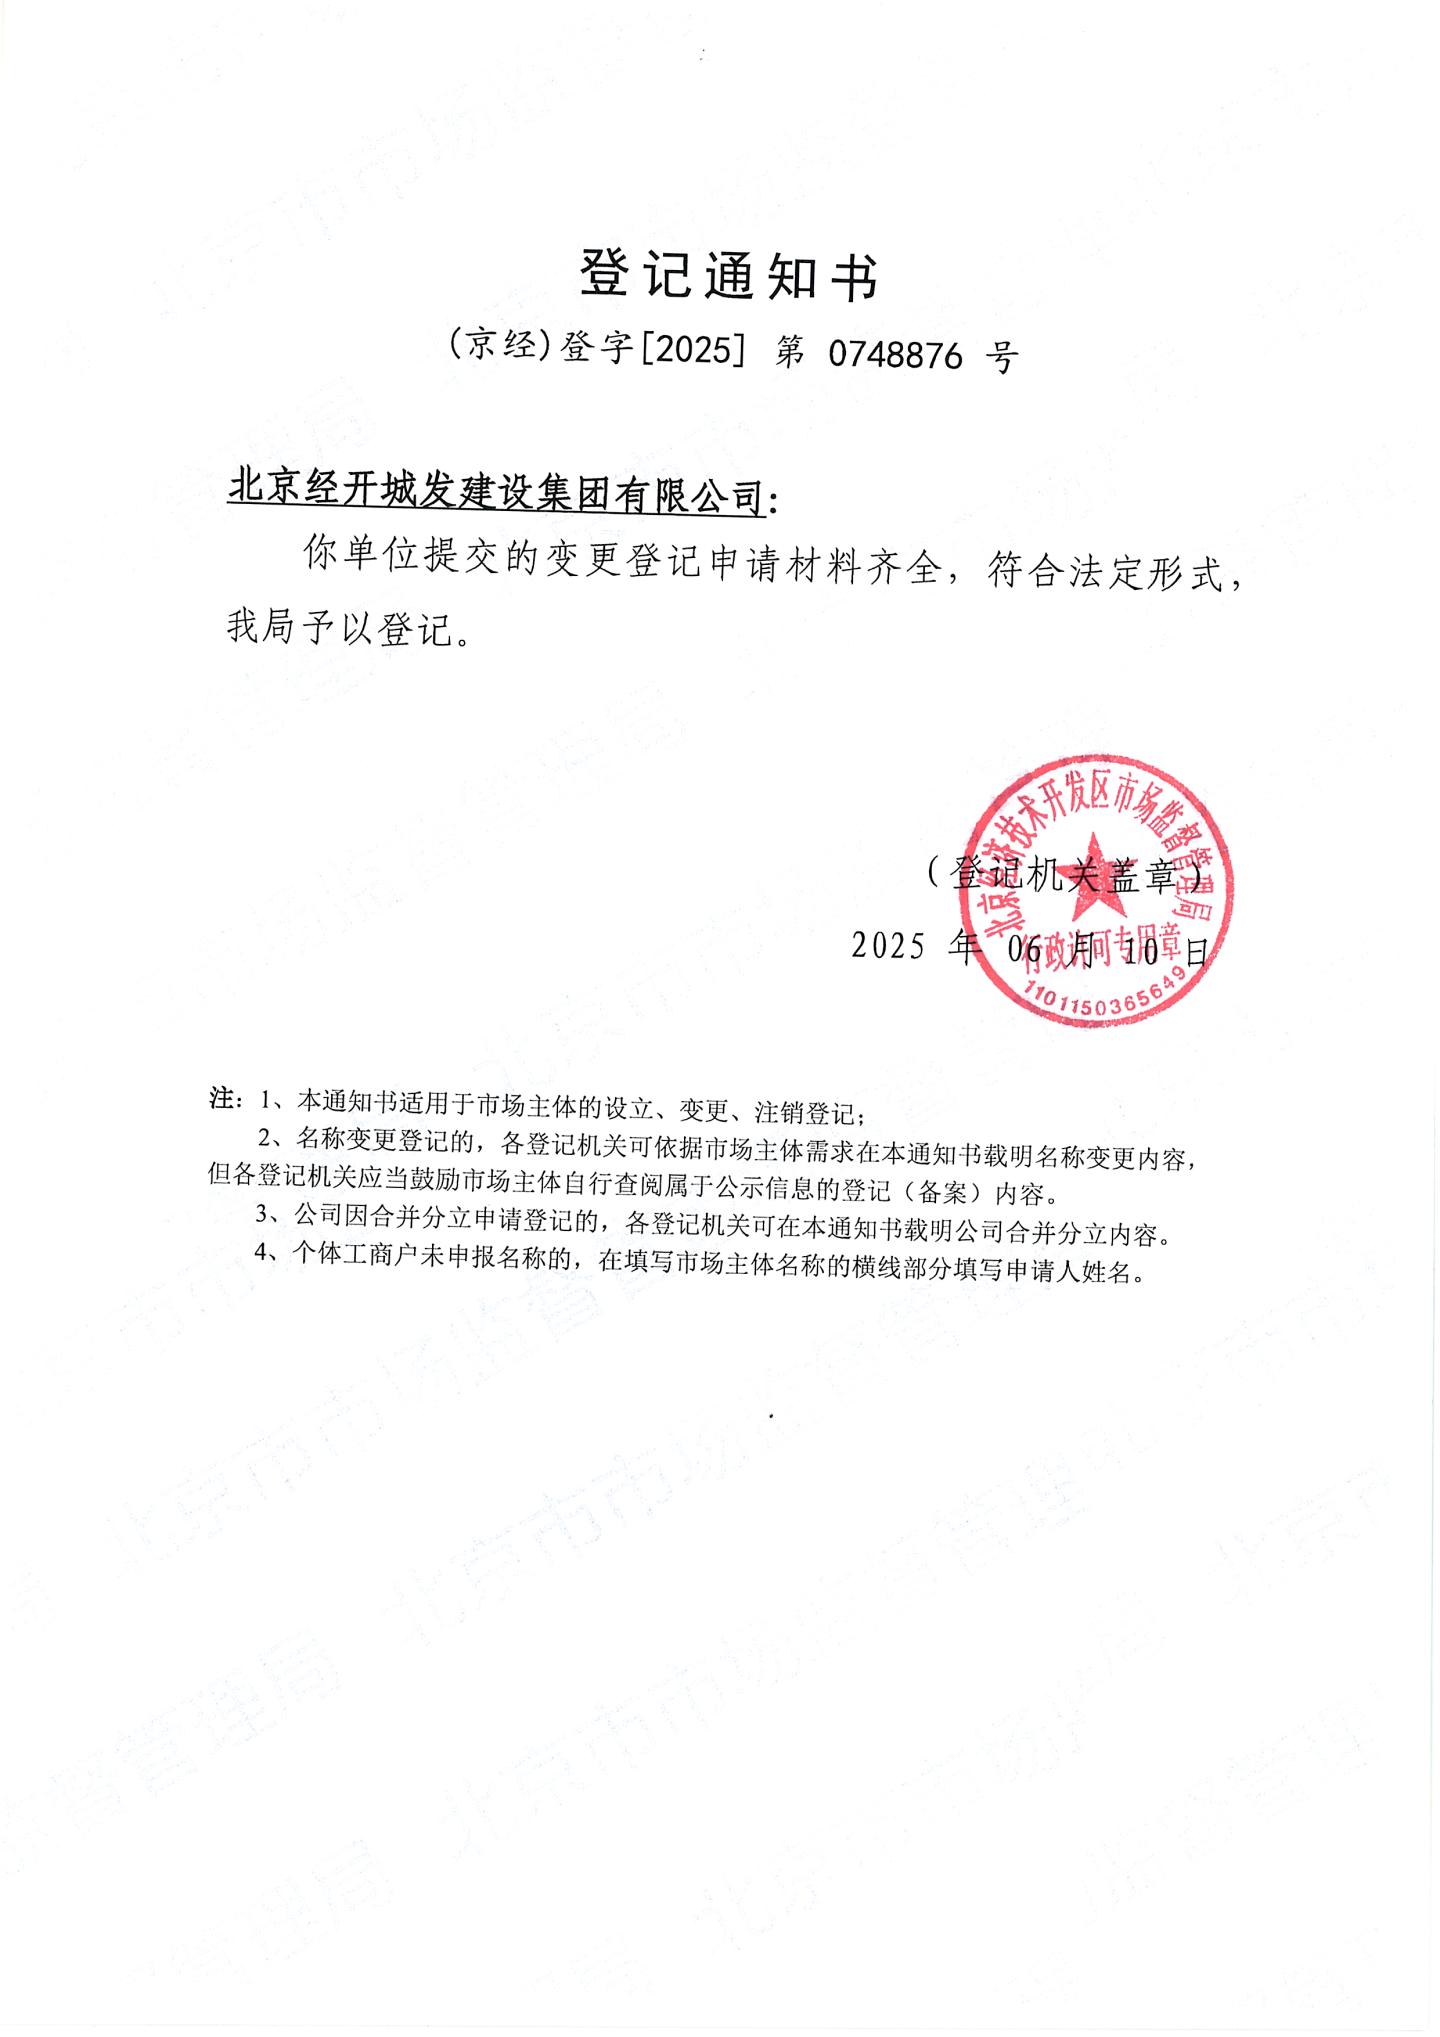 登记通知书
(京经)登字[2025] 第 0748876 号
北京经开城发建设集团有限公司:
你单位提交的变更登记申请材料齐全，符合法定形式，
我局予以登记。
北京经济技术开发区市场监督管理局
（登记机关盖章）
行政许可专用章
2025 年 06 月 10 日
1101150365649
注：1、本通知书适用于市场主体的设立、变更、注销登记；
2、名称变更登记的，各登记机关可依据市场主体需求在本通知书载明名称变更内容，
但各登记机关应当鼓励市场主体自行查阅属于公示信息的登记（备案）内容。
3、公司因合并分立申请登记的，各登记机关可在本通知书载明公司合并分立内容。
4、个体工商户未申报名称的，在填写市场主体名称的横线部分填写申请人姓名。
北京市市场监督管理局